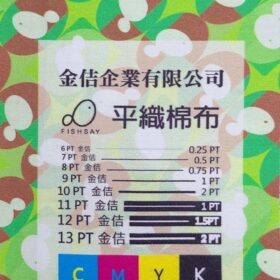 金佶企業有限公司
FISHSAY 平織棉布
6 PT 金佶 0.25 PT
7 PT 金佶 0.5 PT
8 PT 金佶 0.75 PT
9 PT 金佶 1 PT
10 PT 金佶 2 PT
11 PT 金佶 1 PT
12 PT 金佶 1.5PT
13 PT 金佶 2 PT
C M Y K